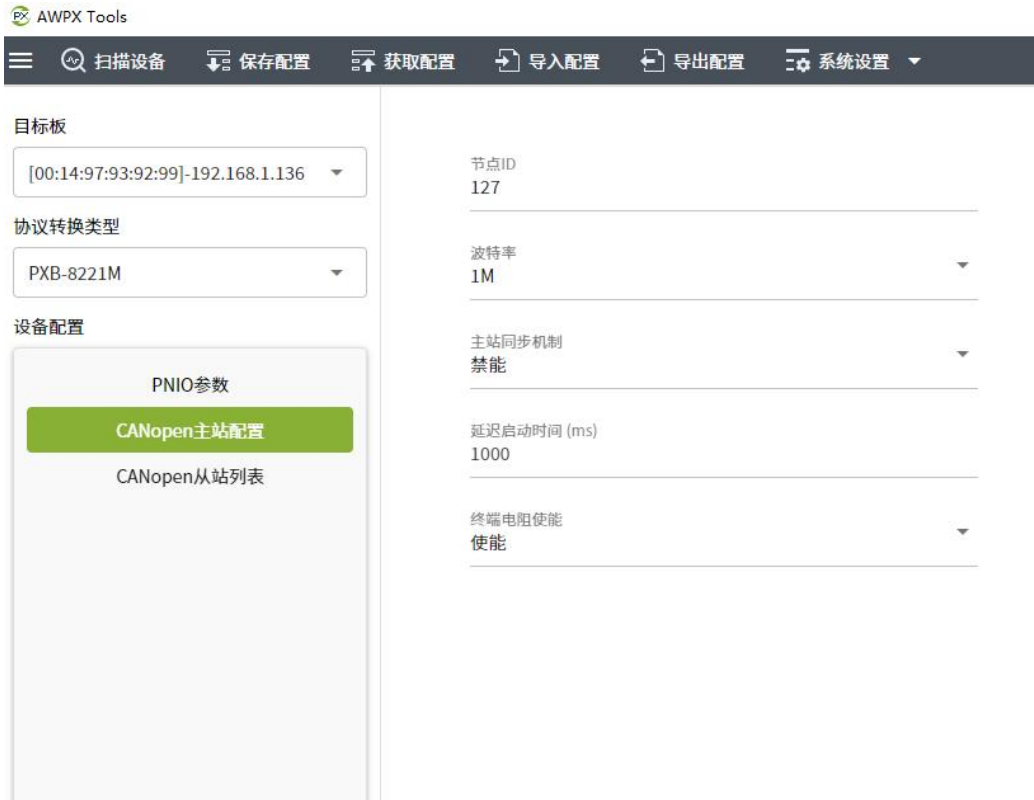 AWPX Tools
扫描设备 保存配置 获取配置 导入配置 导出配置 系统设置
目标板
[00:14:97:93:92:99]-192.168.1.136
协议转换类型
PXB-8221M
设备配置
PNIO参数
CANopen主站配置
CANopen从站列表
节点ID
127
波特率
1M
主站同步机制
禁能
延迟启动时间 (ms)
1000
终端电阻使能
使能